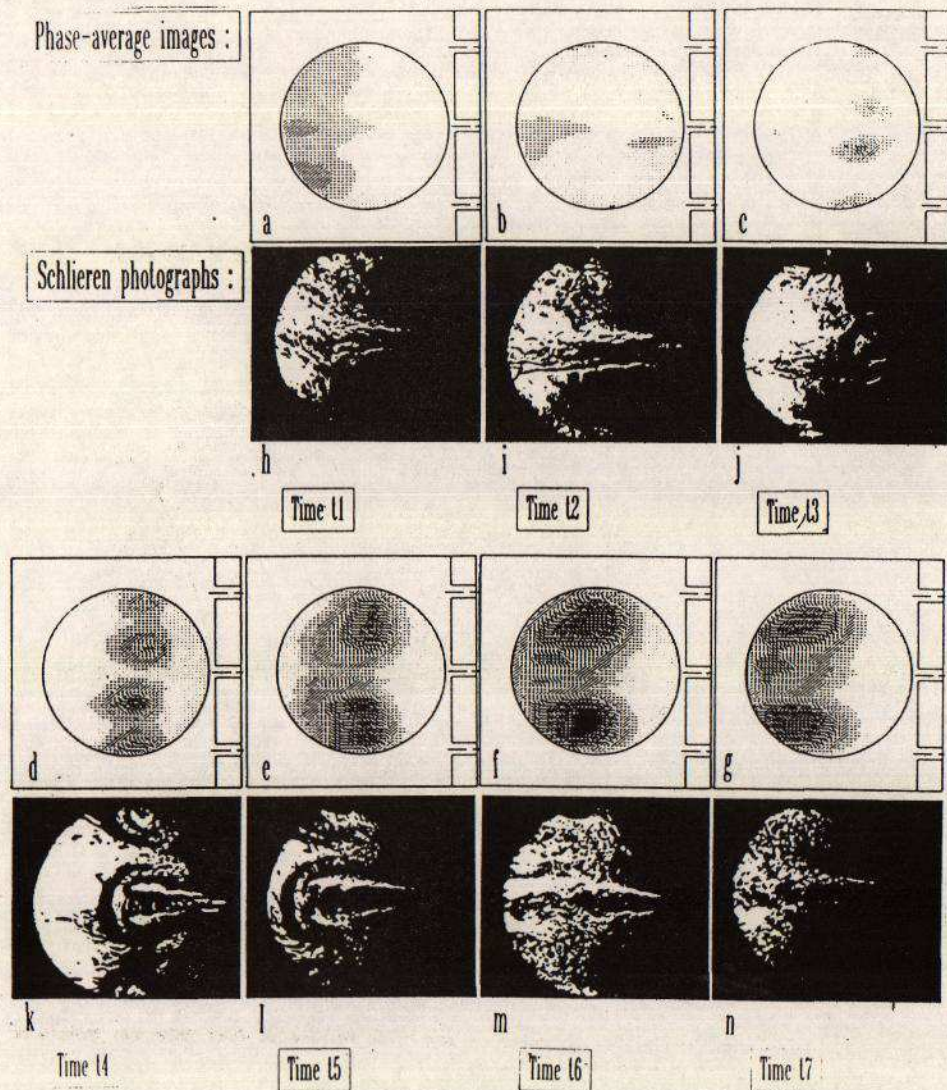 Phase-average images :
a b c
Schlieren photographs :
h i j
Time t1 Time t2 Time t3
d e f g
k l m n
Time t4 Time t5 Time t6 Time t7